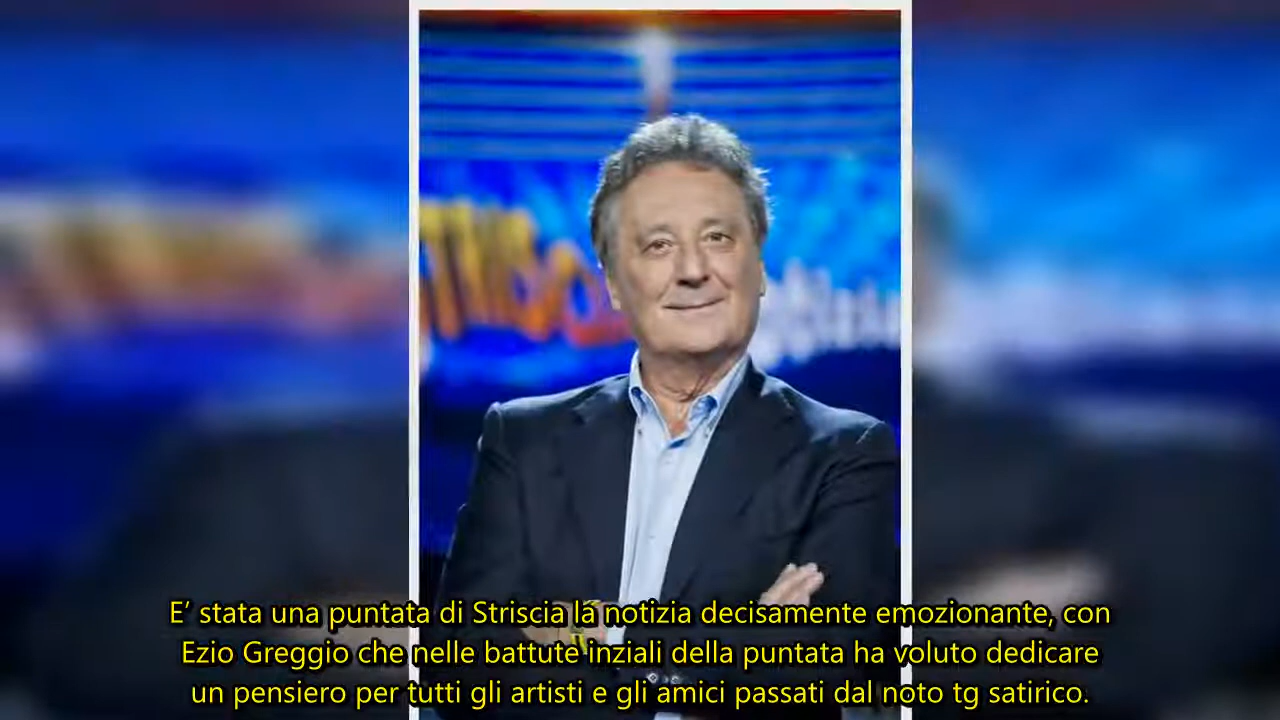 E’ stata una puntata di Striscia la notizia decisamente emozionante, con
Ezio Greggio che nelle battute inziali della puntata ha voluto dedicare
un pensiero per tutti gli artisti e gli amici passati dal noto tg satirico.